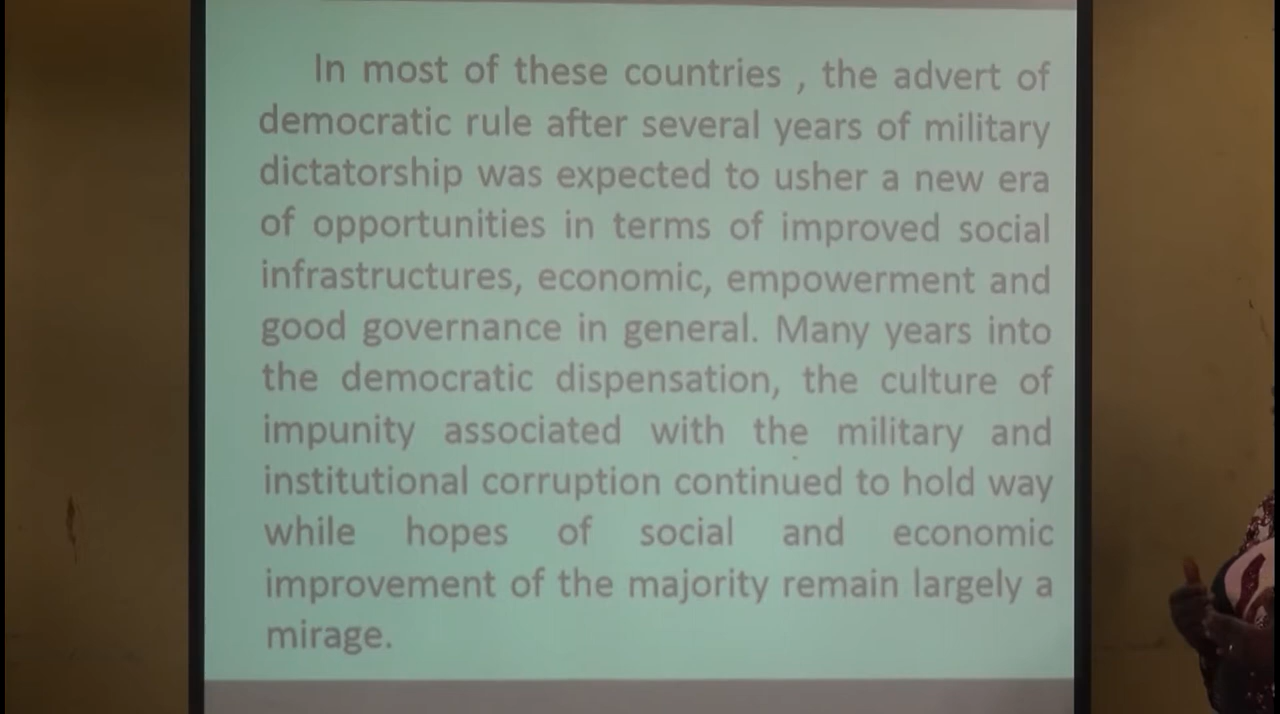 In most of these countries , the advert of
democratic rule after several years of military
dictatorship was expected to usher a new era
of opportunities in terms of improved social
infrastructures, economic, empowerment and
good governance in general. Many years into
the democratic dispensation, the culture of
impunity associated with the military and
institutional corruption continued to hold way
while hopes of social and economic
improvement of the majority remain largely a
mirage.